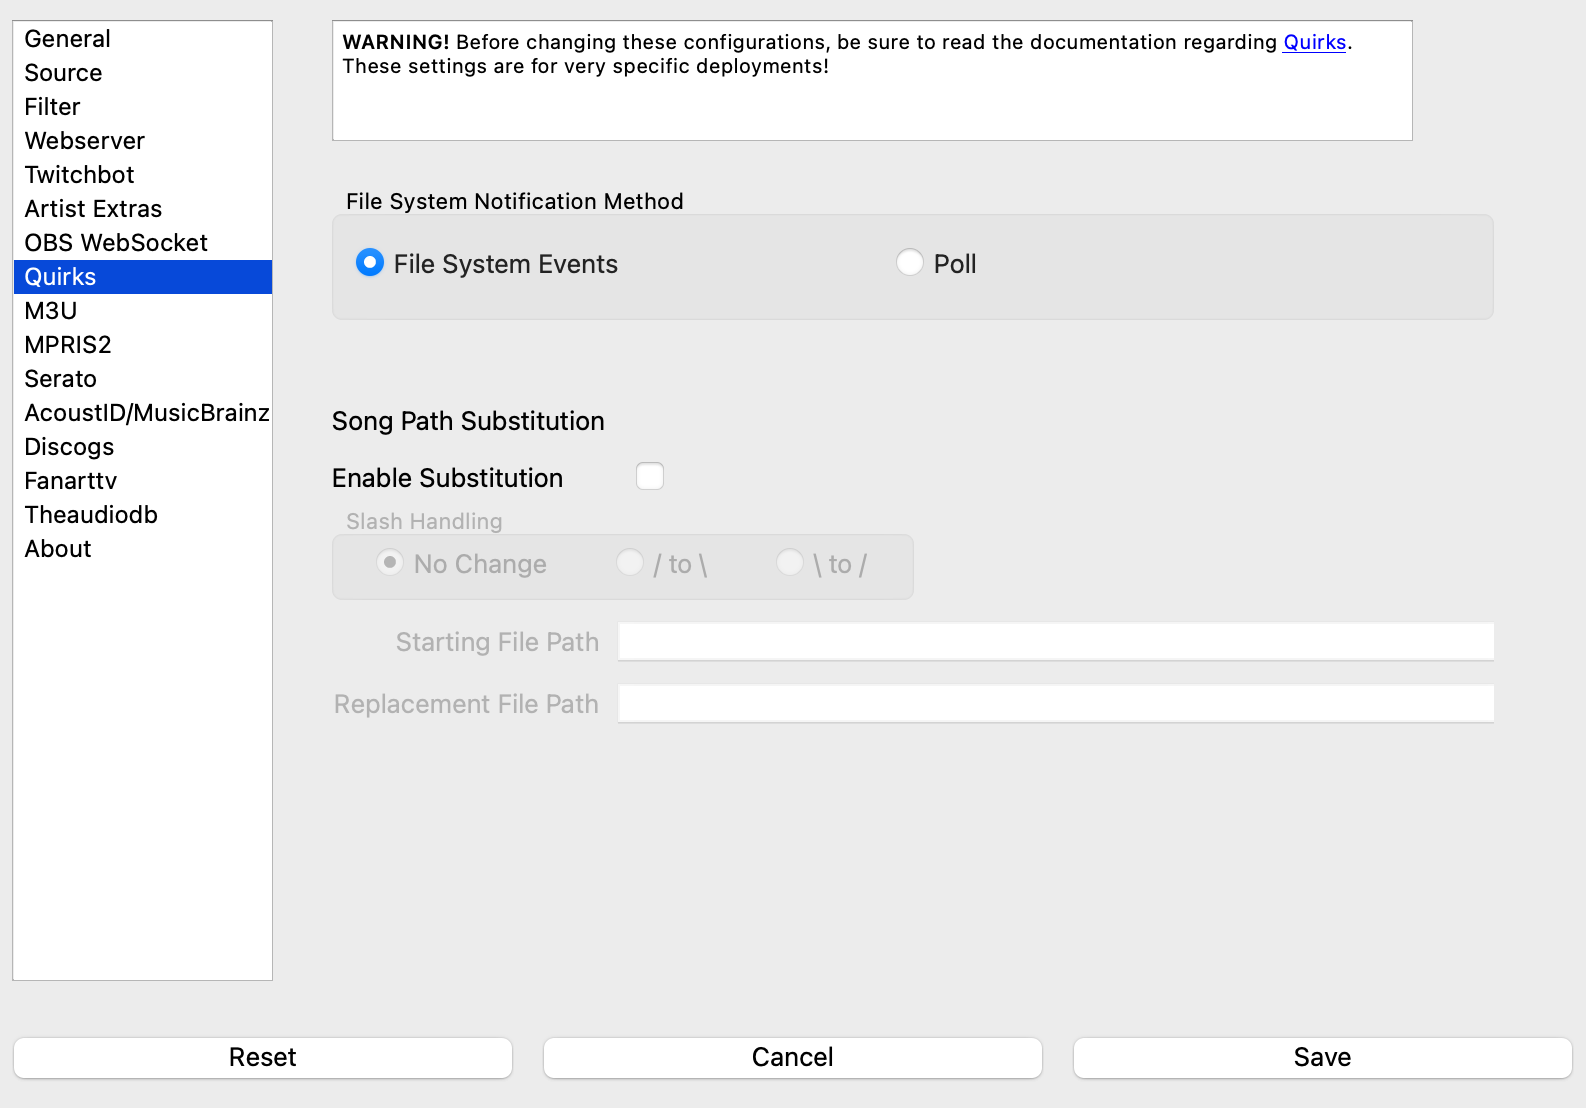 General
Source
Filter
Webserver
Twitchbot
Artist Extras
OBS WebSocket
Quirks
M3U
MPRIS2
Serato
AcoustID/MusicBrainz
Discogs
Fanarttv
Theaudiodb
About
WARNING! Before changing these configurations, be sure to read the documentation regarding Quirks.
These settings are for very specific deployments!
File System Notification Method
File System Events
Poll
Song Path Substitution
Enable Substitution
Slash Handling
No Change
/ to \
\ to /
Starting File Path
Replacement File Path
Reset
Cancel
Save